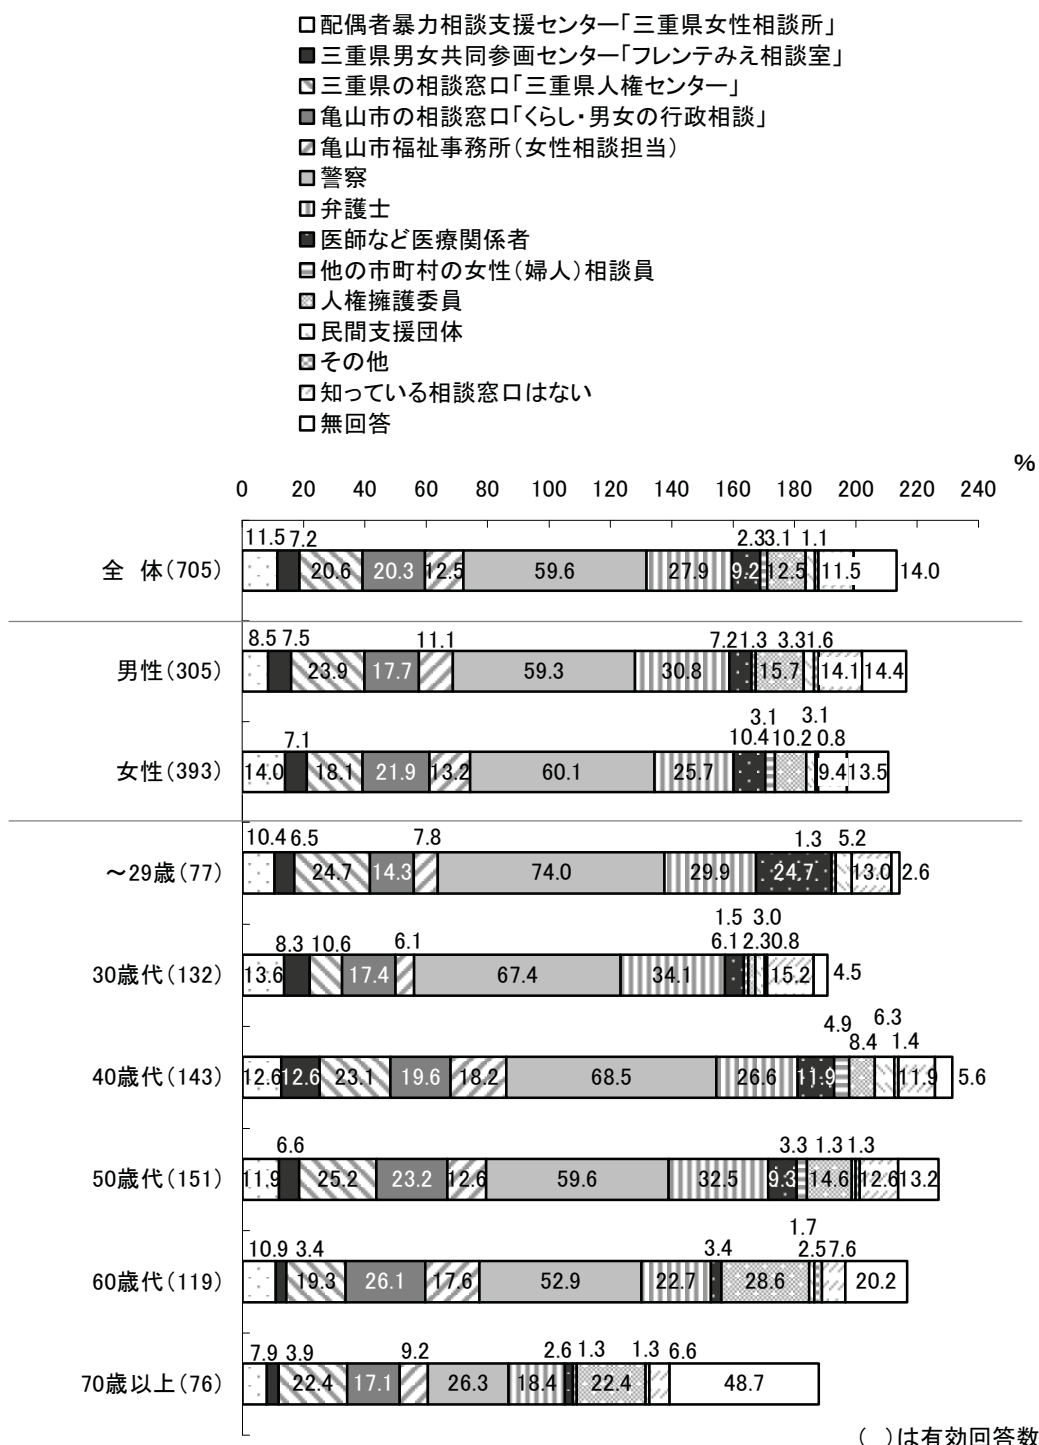 配偶者暴力相談支援センター「三重県女性相談所」
三重県男女共同参画センター「フレンテみえ相談室」
三重県の相談窓口「三重県人権センター」
亀山市の相談窓口「くらし・男女の行政相談」
亀山市福祉事務所（女性相談担当）
警察
弁護士
医師など医療関係者
他の市町村の女性（婦人）相談員
人権擁護委員
民間支援団体
その他
知っている相談窓口はない
無回答
%
0 20 40 60 80 100 120 140 160 180 200 220 240
11.5 7.2 2.3 3.1 1.1
全 体（705） 20.6 20.3 12.5 59.6 27.9 9.2 12.5 11.5 14.0
8.5 7.5 11.1 7.2 1.3 3.3 1.6
男性（305） 23.9 17.7 59.3 30.8 15.7 14.1 14.4
3.1 3.1
7.1 10.4 10.2 0.8
女性（393） 14.0 18.1 21.9 13.2 60.1 25.7 9.4 13.5
10.4 6.5 7.8 1.3 5.2
～29歳（77） 24.7 14.3 74.0 29.9 24.7 13.0 2.6
1.5 3.0
8.3 10.6 6.1 6.1 2.3 0.8
30歳代（132） 13.6 17.4 67.4 34.1 15.2 4.5
4.9 6.3
8.4 1.4
40歳代（143） 12.6 12.6 23.1 19.6 18.2 68.5 26.6 11.9 11.9 5.6
6.6 3.3 1.3 1.3
50歳代（151） 11.9 25.2 23.2 12.6 59.6 32.5 9.3 14.6 12.6 13.2
1.7
10.9 3.4 3.4 2.5 7.6
60歳代（119） 19.3 26.1 17.6 52.9 22.7 28.6 20.2
7.9 3.9 9.2 2.6 1.3 1.3 6.6
70歳以上（76） 22.4 17.1 26.3 18.4 22.4 48.7
（ ）は有効回答数